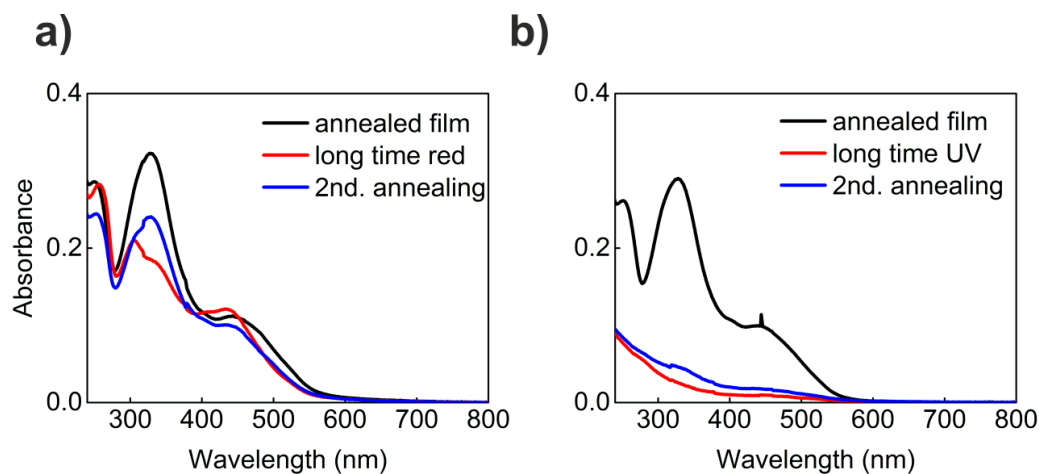 a)
0.4
annealed film
long time red
2nd. annealing
0.2
Absorbance
0.0
300 400 500 600 700 800
Wavelength (nm)
b)
0.4
annealed film
long time UV
2nd. annealing
0.2
0.0
300 400 500 600 700 800
Wavelength (nm)